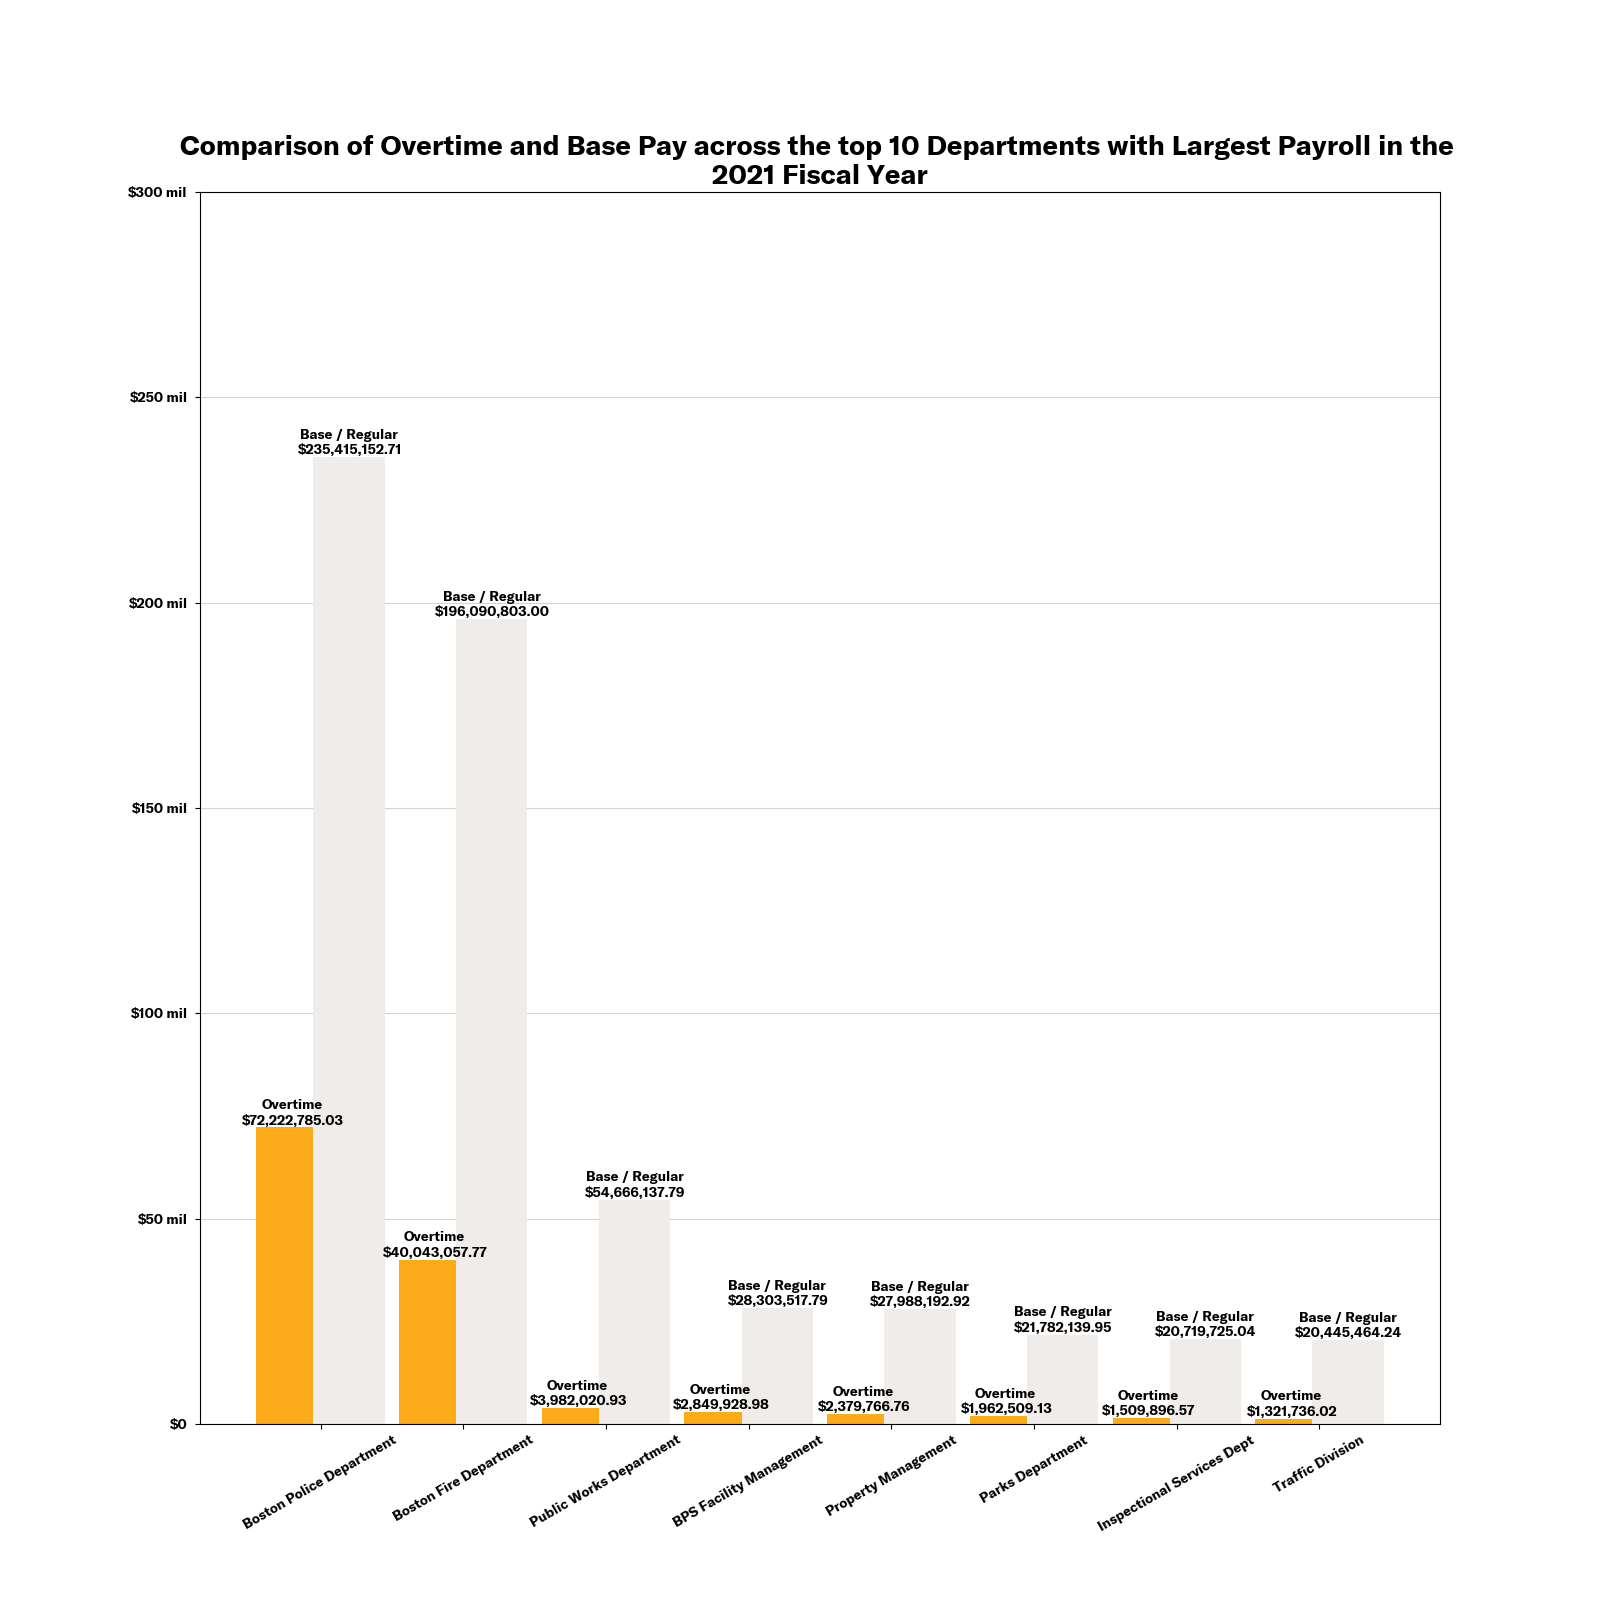 Comparison of Overtime and Base Pay across the top 10 Departments with Largest Payroll in the
2021 Fiscal Year
$300 mil
$250 mil
$200 mil
$150 mil
$100 mil
$50 mil
$0
Base / Regular
$235,415,152.71
Base / Regular
$196,090,803.00
Overtime
$72,222,785.03
Base / Regular
$54,666,137.79
Overtime
$40,043,057.77
Base / Regular
$28,303,517.79
Base / Regular
$27,988,192.92
Base / Regular
$21,782,139.95
Base / Regular
$20,719,725.04
Base / Regular
$20,445,464.24
Overtime
$3,982,020.93
Overtime
$2,849,928.98
Overtime
$2,379,766.76
Overtime
$1,962,509.13
Overtime
$1,509,896.57
Overtime
$1,321,736.02
Boston Police Department
Boston Fire Department
Public Works Department
BPS Facility Management
Property Management
Parks Department
Inspectional Services Dept
Traffic Division